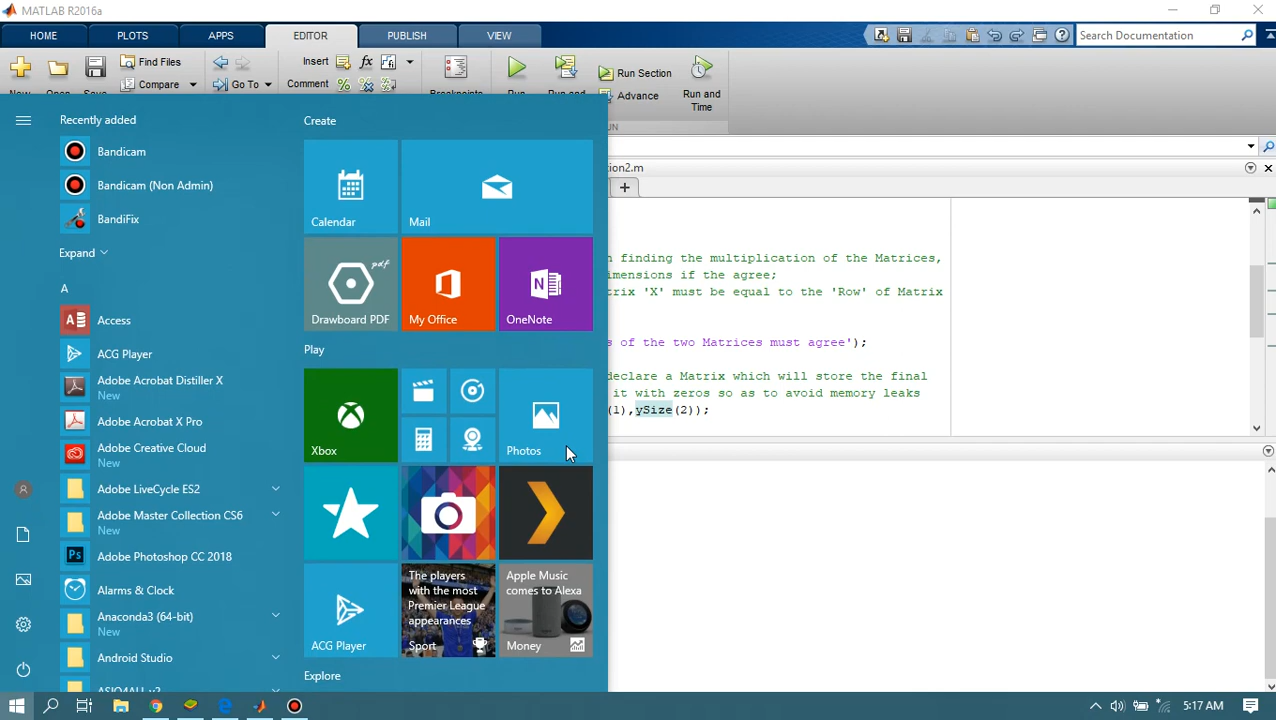 MATLAB R2016a
HOME PLOTS APPS EDITOR PUBLISH VIEW
Search Documentation
Find Files
Compare
Go To
Insert fx
Comment
Breakpoints
Run
Run Section
Advance
Run and
Time
tion2.m
Recently added
Bandicam
Bandicam (Non Admin)
BandiFix
Expand
A
Access
ACG Player
Adobe Acrobat Distiller X
New
Adobe Acrobat X Pro
Adobe Creative Cloud
New
Adobe LiveCycle ES2
Adobe Master Collection CS6
New
Adobe Photoshop CC 2018
Alarms & Clock
Anaconda3 (64-bit)
New
Android Studio
Create
Calendar
Mail
Drawboard PDF
My Office
OneNote
Play
Xbox
Photos
ACG Player
The players
with the most
Premier League
appearances
Sport
Apple Music
comes to Alexa
Money
Explore
n finding the multiplication of the Matrices,
imensions if the agree;
trix 'X' must be equal to the 'Row' of Matrix
s of the two Matrices must agree');
declare a Matrix which will store the final
it with zeros so as to avoid memory leaks
(1),ySize(2));
5:17 AM